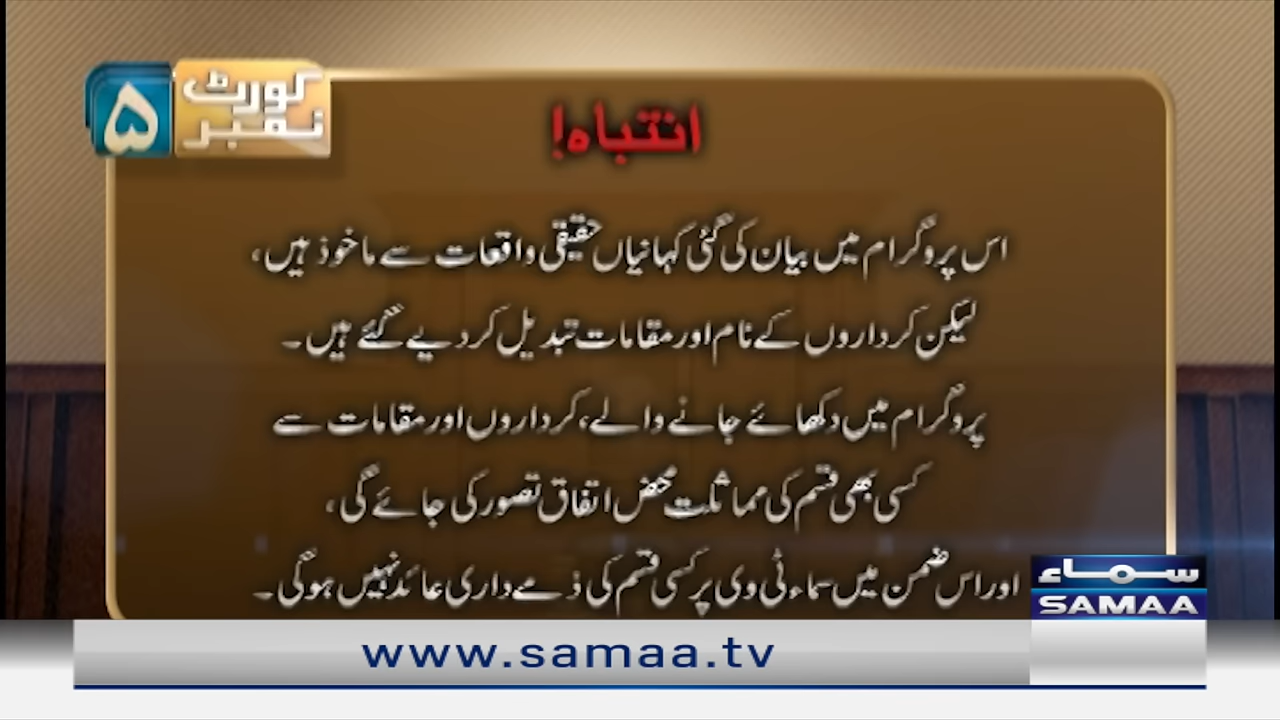 کورٹ
نمبر
۵
انتباہ!
اس پروگرام میں بیان کی گئی کہانیاں حقیقی واقعات سے ماخوذ ہیں،
لیکن کرداروں کے نام اور مقامات تبدیل کر دیے گئے ہیں۔
پروگرام میں دکھائے جانے والے، کرداروں اور مقامات سے
کسی بھی قسم کی مماثلت محض اتفاق تصور کی جائے گی،
اور اس ضمن میں سماء ٹی وی پر کسی قسم کی ذمے داری عائد نہیں ہوگی۔
سماء
SAMAA
www.samaa.tv